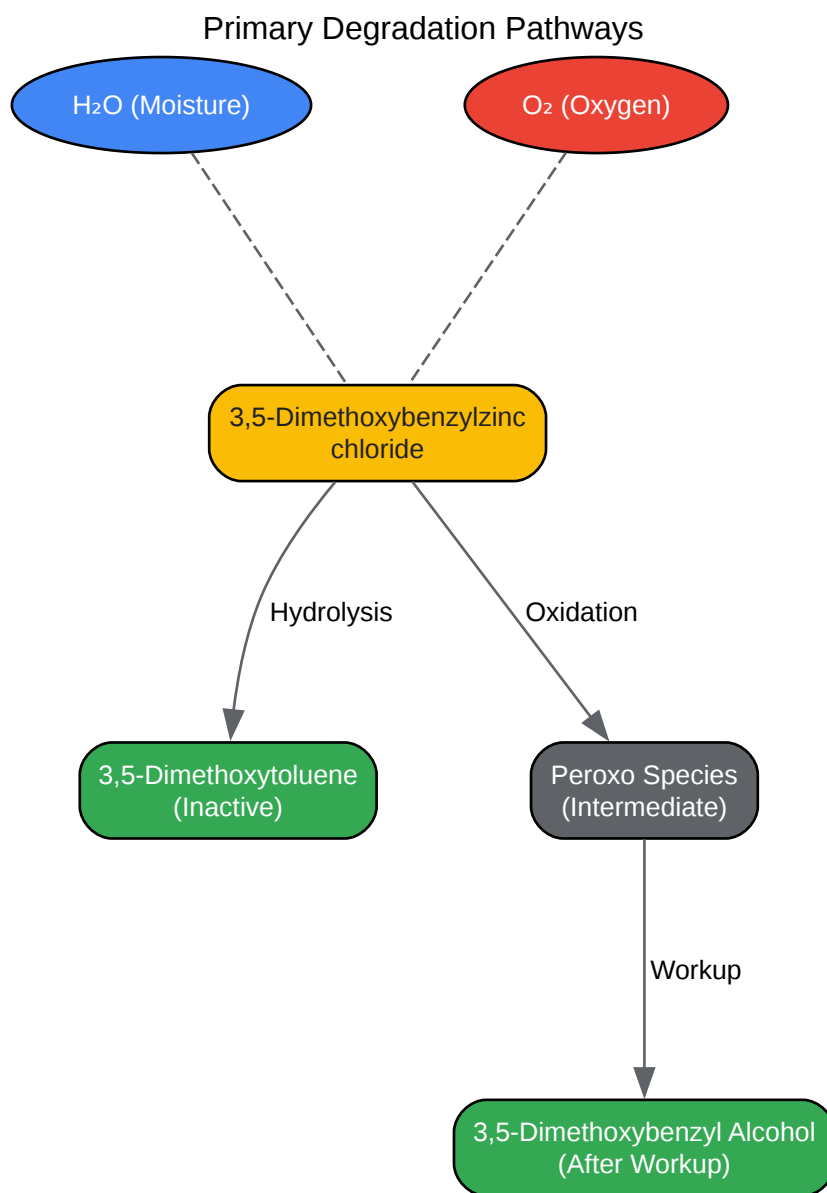 Primary Degradation Pathways
H₂O (Moisture)
O₂ (Oxygen)
3,5-Dimethoxybenzylzinc
chloride
Hydrolysis
Oxidation
3,5-Dimethoxytoluene
(Inactive)
Peroxo Species
(Intermediate)
Workup
3,5-Dimethoxybenzyl Alcohol
(After Workup)